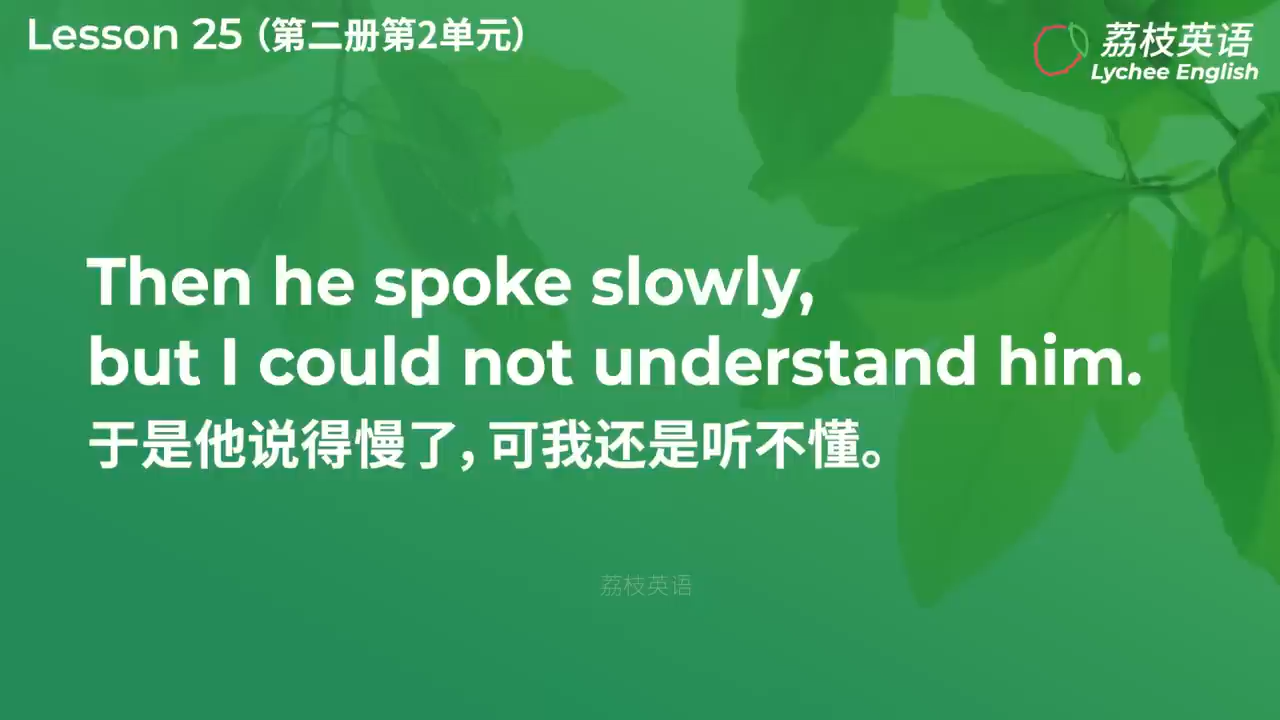 Lesson 25（第二册第2单元）
荔枝英语
Lychee English
Then he spoke slowly,
but I could not understand him.
于是他说得慢了，可我还是听不懂。
荔枝英语